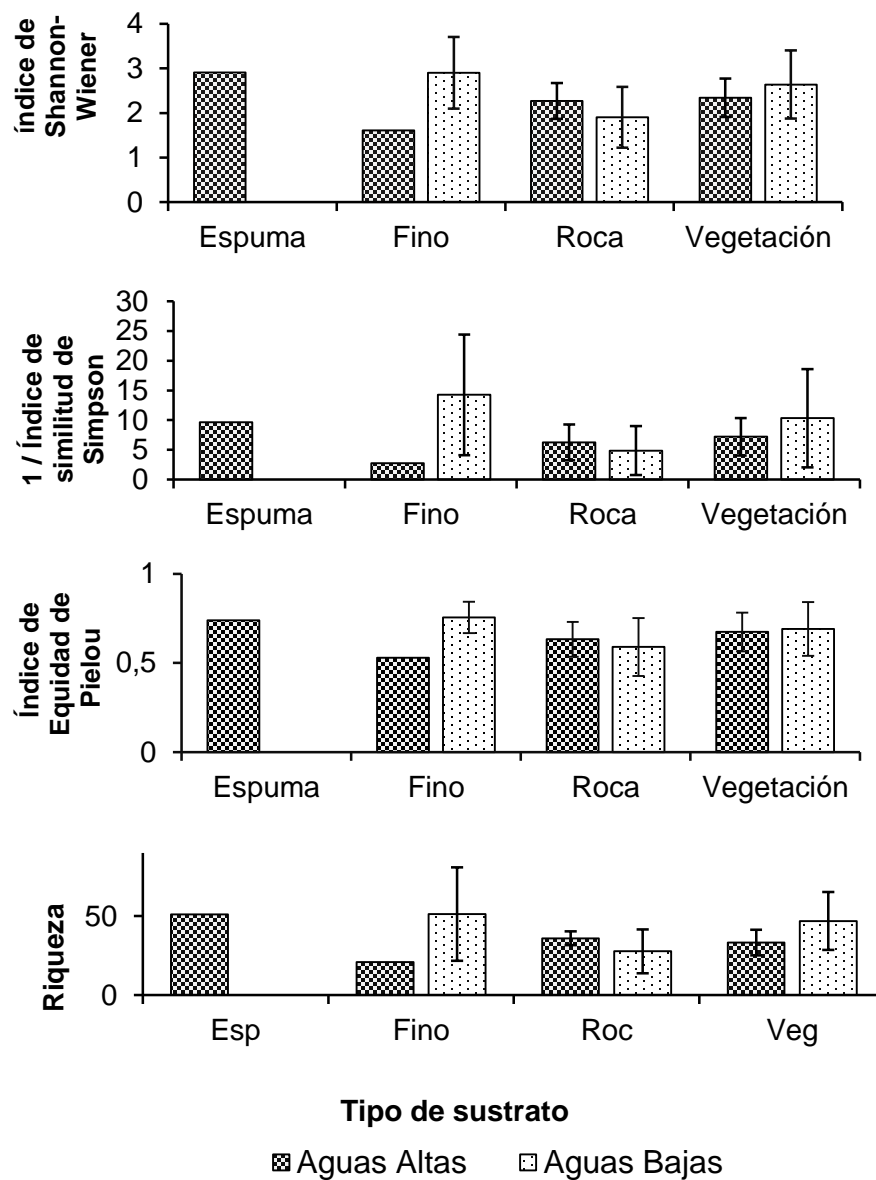 índice de
Shannon-
Wiener
4
3
2
1
0
Espuma Fino Roca Vegetación
1 / Índice de
similitud de
Simpson
30
25
20
15
10
5
0
Espuma Fino Roca Vegetación
Índice de
Equidad de
Pielou
1
0,5
0
Espuma Fino Roca Vegetación
Riqueza
50
0
Esp Fino Roc Veg
Tipo de sustrato
Aguas Altas Aguas Bajas